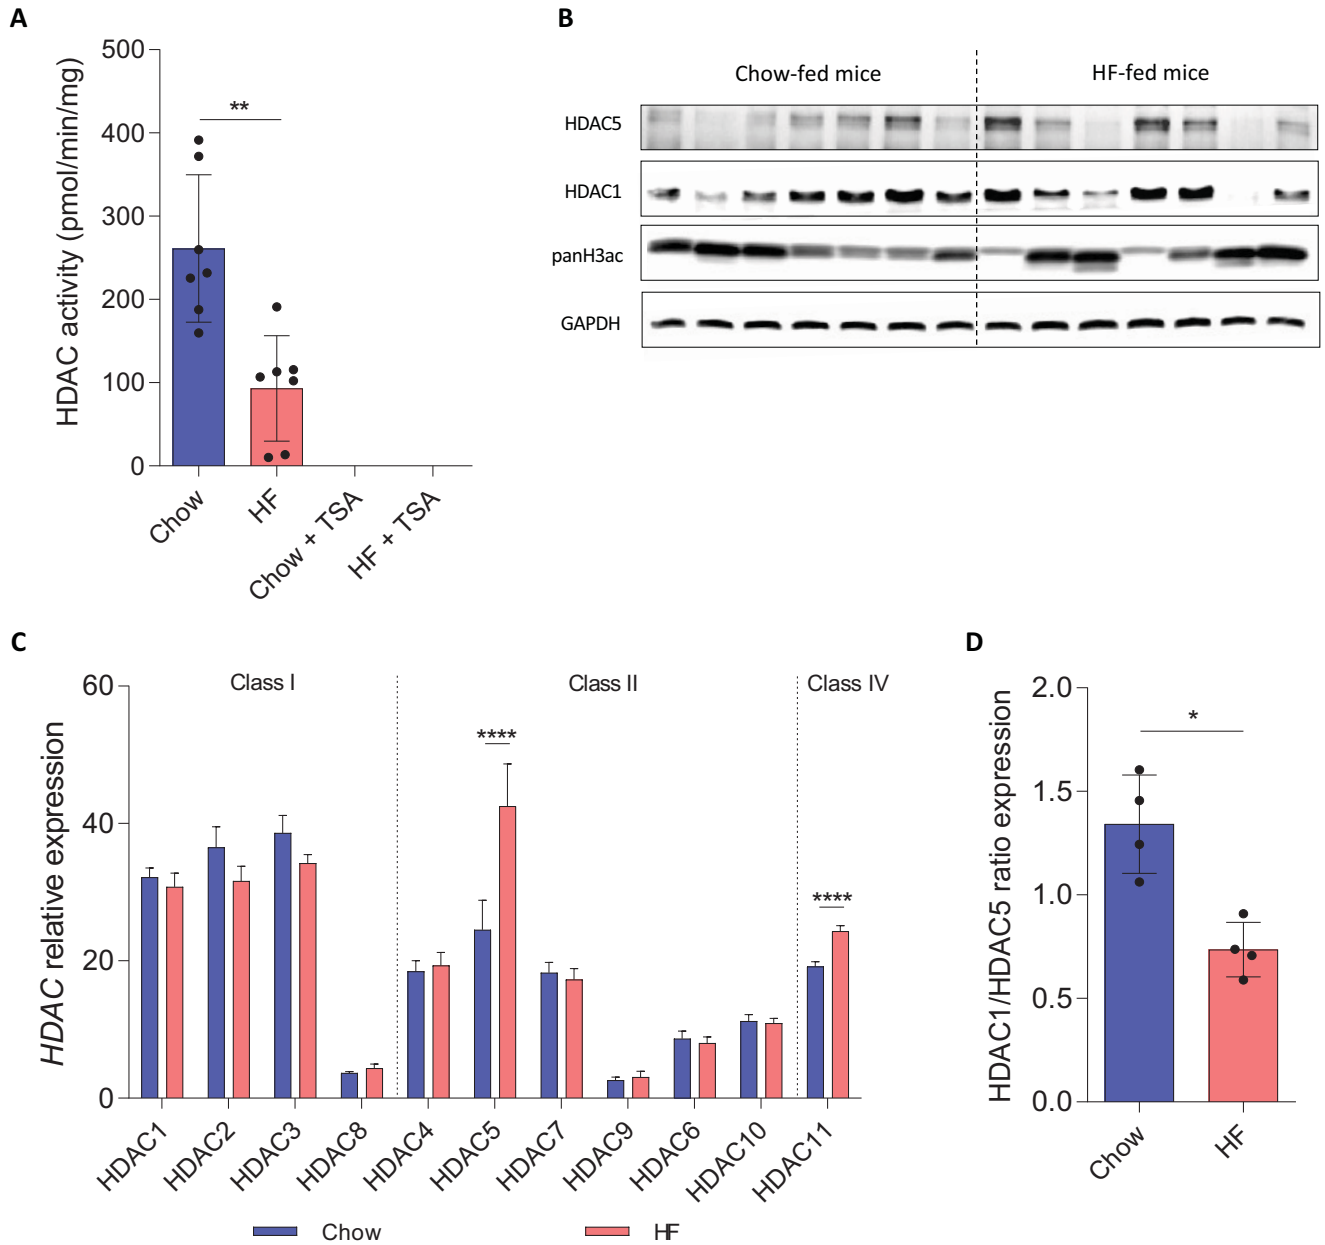 A
HDAC activity (pmol/min/mg)
500
400
300
200
100
0
**
Chow
HF
Chow + TSA
HF + TSA
B
Chow-fed mice
HF-fed mice
HDAC5
HDAC1
panH3ac
GAPDH
C
HDAC relative expression
60
40
20
0
Class I
Class II
Class IV
****
****
HDAC1
HDAC2
HDAC3
HDAC8
HDAC4
HDAC5
HDAC7
HDAC9
HDAC6
HDAC10
HDAC11
Chow
HF
D
HDAC1/HDAC5 ratio expression
2.0
1.5
1.0
0.5
0.0
*
Chow
HF